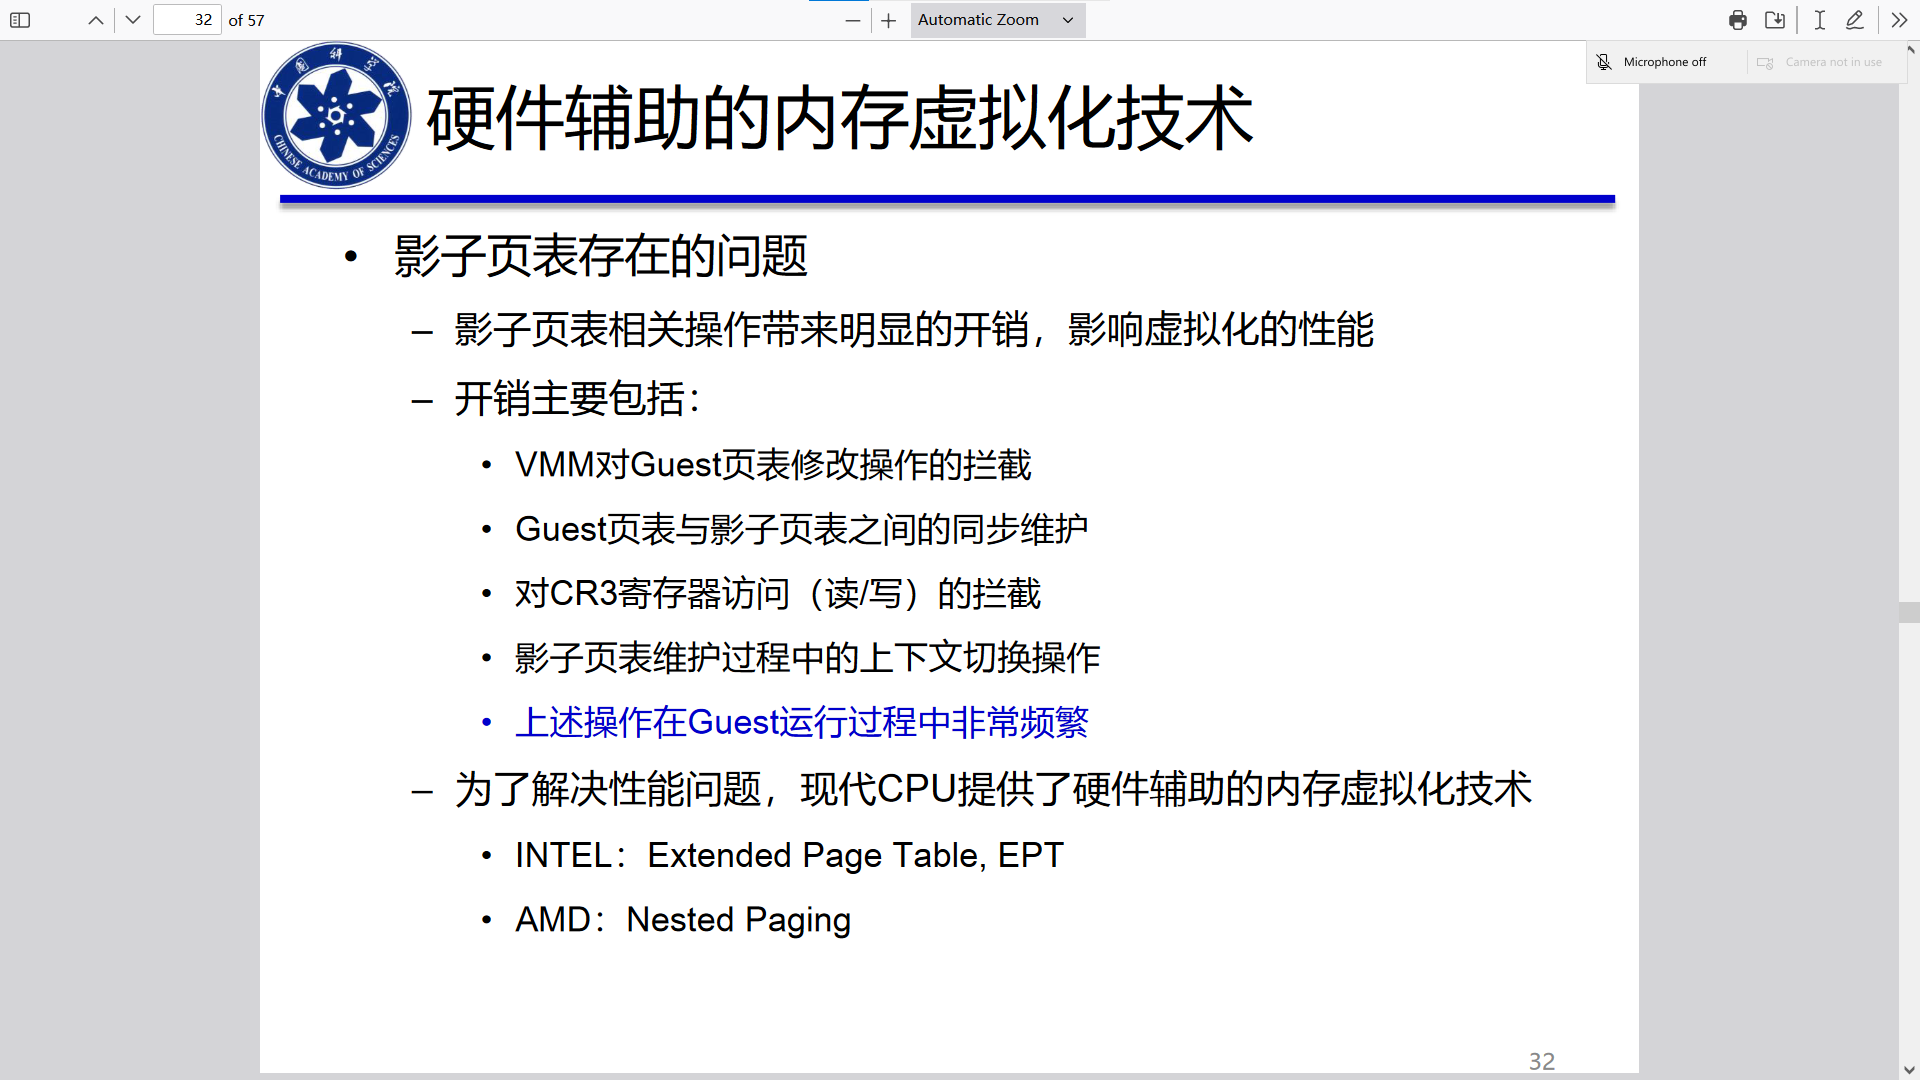 32 of 57
Automatic Zoom
Microphone off
Camera not in use
中国科学院
CHINESE ACADEMY OF SCIENCES
硬件辅助的内存虚拟化技术
• 影子页表存在的问题
– 影子页表相关操作带来明显的开销，影响虚拟化的性能
– 开销主要包括：
• VMM对Guest页表修改操作的拦截
• Guest页表与影子页表之间的同步维护
• 对CR3寄存器访问（读/写）的拦截
• 影子页表维护过程中的上下文切换操作
• 上述操作在Guest运行过程中非常频繁
– 为了解决性能问题，现代CPU提供了硬件辅助的内存虚拟化技术
• INTEL：Extended Page Table, EPT
• AMD：Nested Paging
32